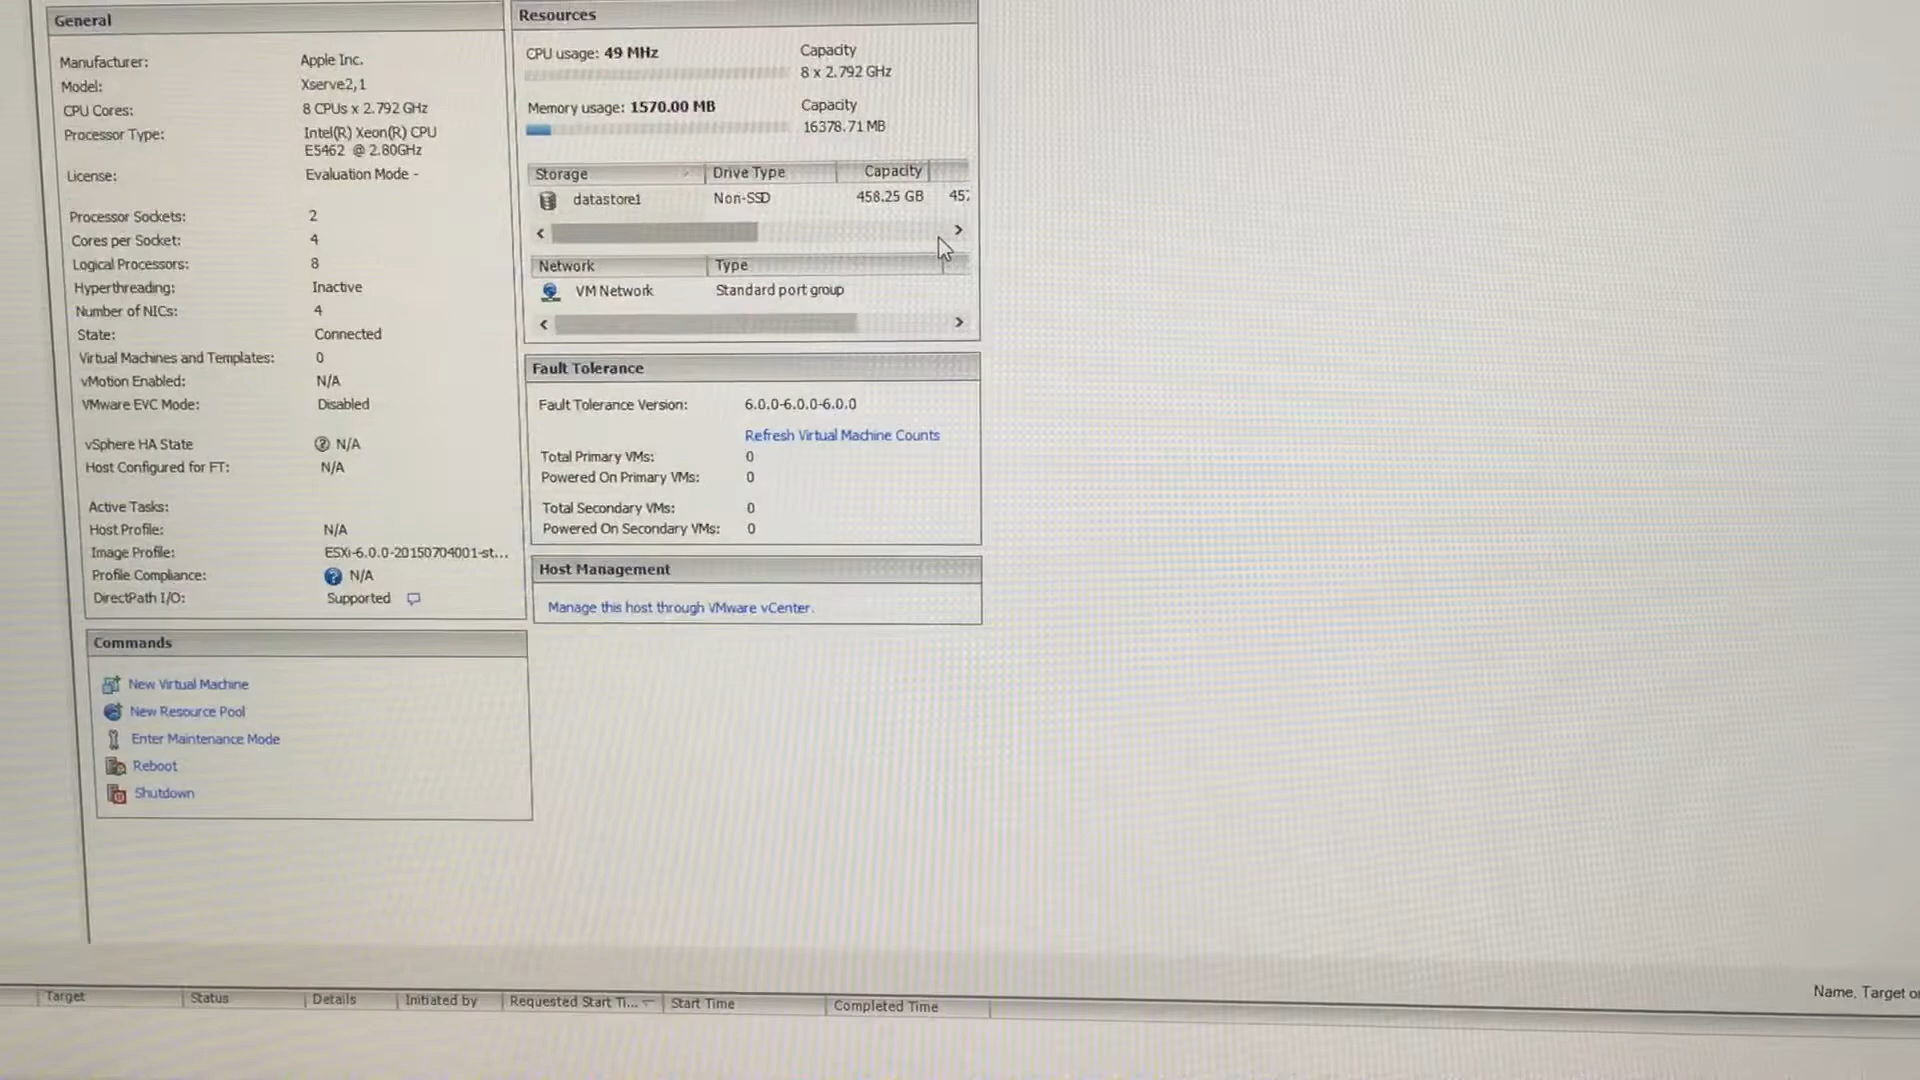 General
Manufacturer: Apple Inc.
Model: Xserve2,1
CPU Cores: 8 CPUs x 2.792 GHz
Processor Type: Intel(R) Xeon(R) CPU
E5462 @ 2.80GHz
License: Evaluation Mode -
Processor Sockets: 2
Cores per Socket: 4
Logical Processors: 8
Hyperthreading: Inactive
Number of NICs: 4
State: Connected
Virtual Machines and Templates: 0
vMotion Enabled: N/A
VMware EVC Mode: Disabled
vSphere HA State N/A
Host Configured for FT: N/A
Active Tasks:
Host Profile: N/A
Image Profile: ESXi-6.0.0-20150704001-st...
Profile Compliance: N/A
DirectPath I/O: Supported
Commands
New Virtual Machine
New Resource Pool
Enter Maintenance Mode
Reboot
Shutdown
Resources
CPU usage: 49 MHz Capacity
8 x 2.792 GHz
Memory usage: 1570.00 MB Capacity
16378.71 MB
Storage Drive Type Capacity
datastore1 Non-SSD 458.25 GB 457
Network Type
VM Network Standard port group
Fault Tolerance
Fault Tolerance Version: 6.0.0-6.0.0-6.0.0
Refresh Virtual Machine Counts
Total Primary VMs: 0
Powered On Primary VMs: 0
Total Secondary VMs: 0
Powered On Secondary VMs: 0
Host Management
Manage this host through VMware vCenter.
Name, Target or
Target Status Details Initiated by Requested Start Ti... Start Time Completed Time